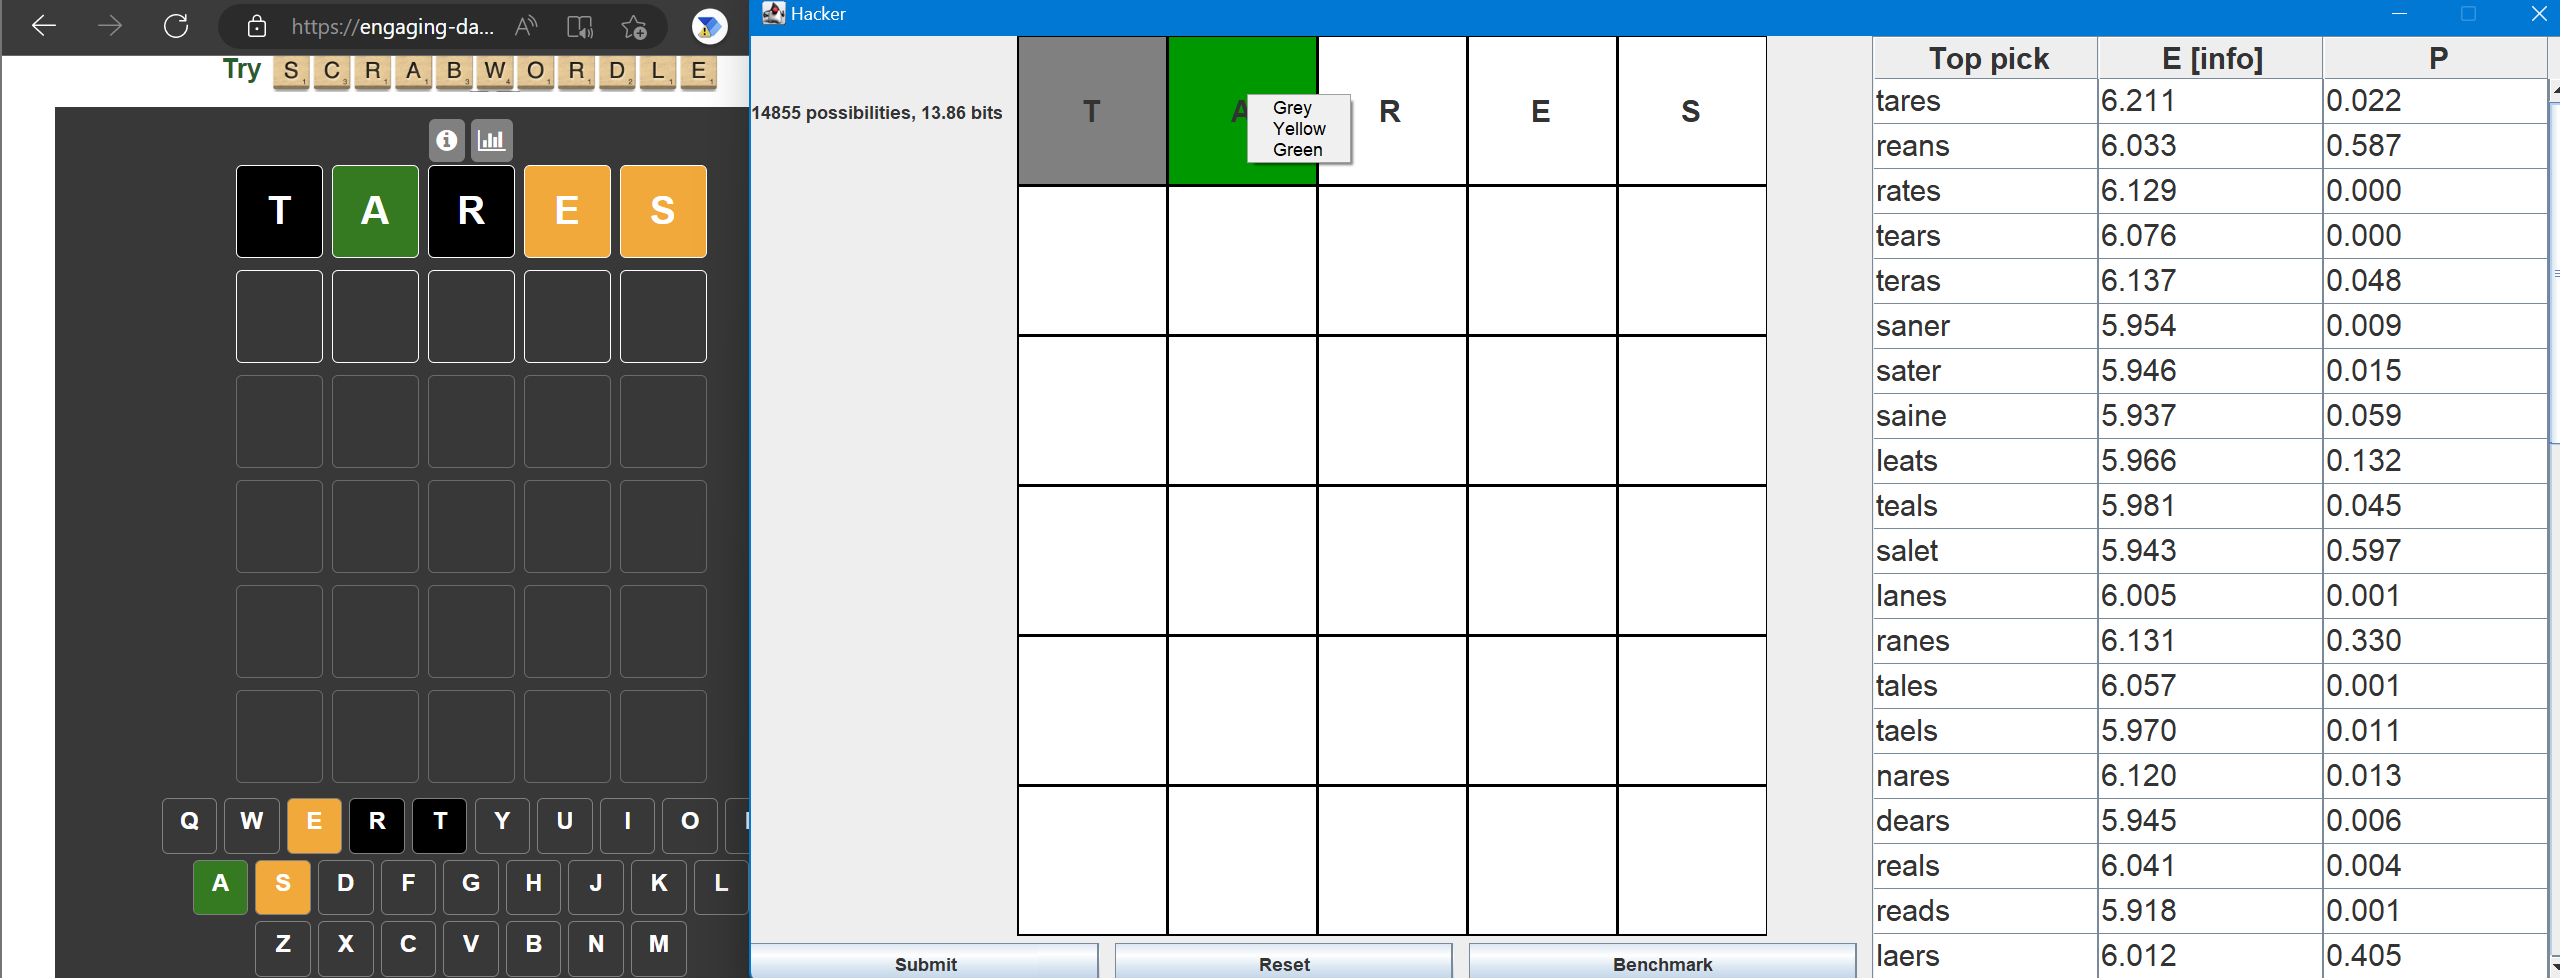 https://engaging-da...
Try S C R A B W O R D L E
T A R E S
Q W E R T Y U I O
A S D F G H J K L
Z X C V B N M
Hacker
14855 possibilities, 13.86 bits
T A R E S
Grey
Yellow
Green
Submit Reset Benchmark
Top pick E [info] P
tares 6.211 0.022
reans 6.033 0.587
rates 6.129 0.000
tears 6.076 0.000
teras 6.137 0.048
saner 5.954 0.009
sater 5.946 0.015
saine 5.937 0.059
leats 5.966 0.132
teals 5.981 0.045
salet 5.943 0.597
lanes 6.005 0.001
ranes 6.131 0.330
tales 6.057 0.001
taels 5.970 0.011
nares 6.120 0.013
dears 5.945 0.006
reals 6.041 0.004
reads 5.918 0.001
laers 6.012 0.405